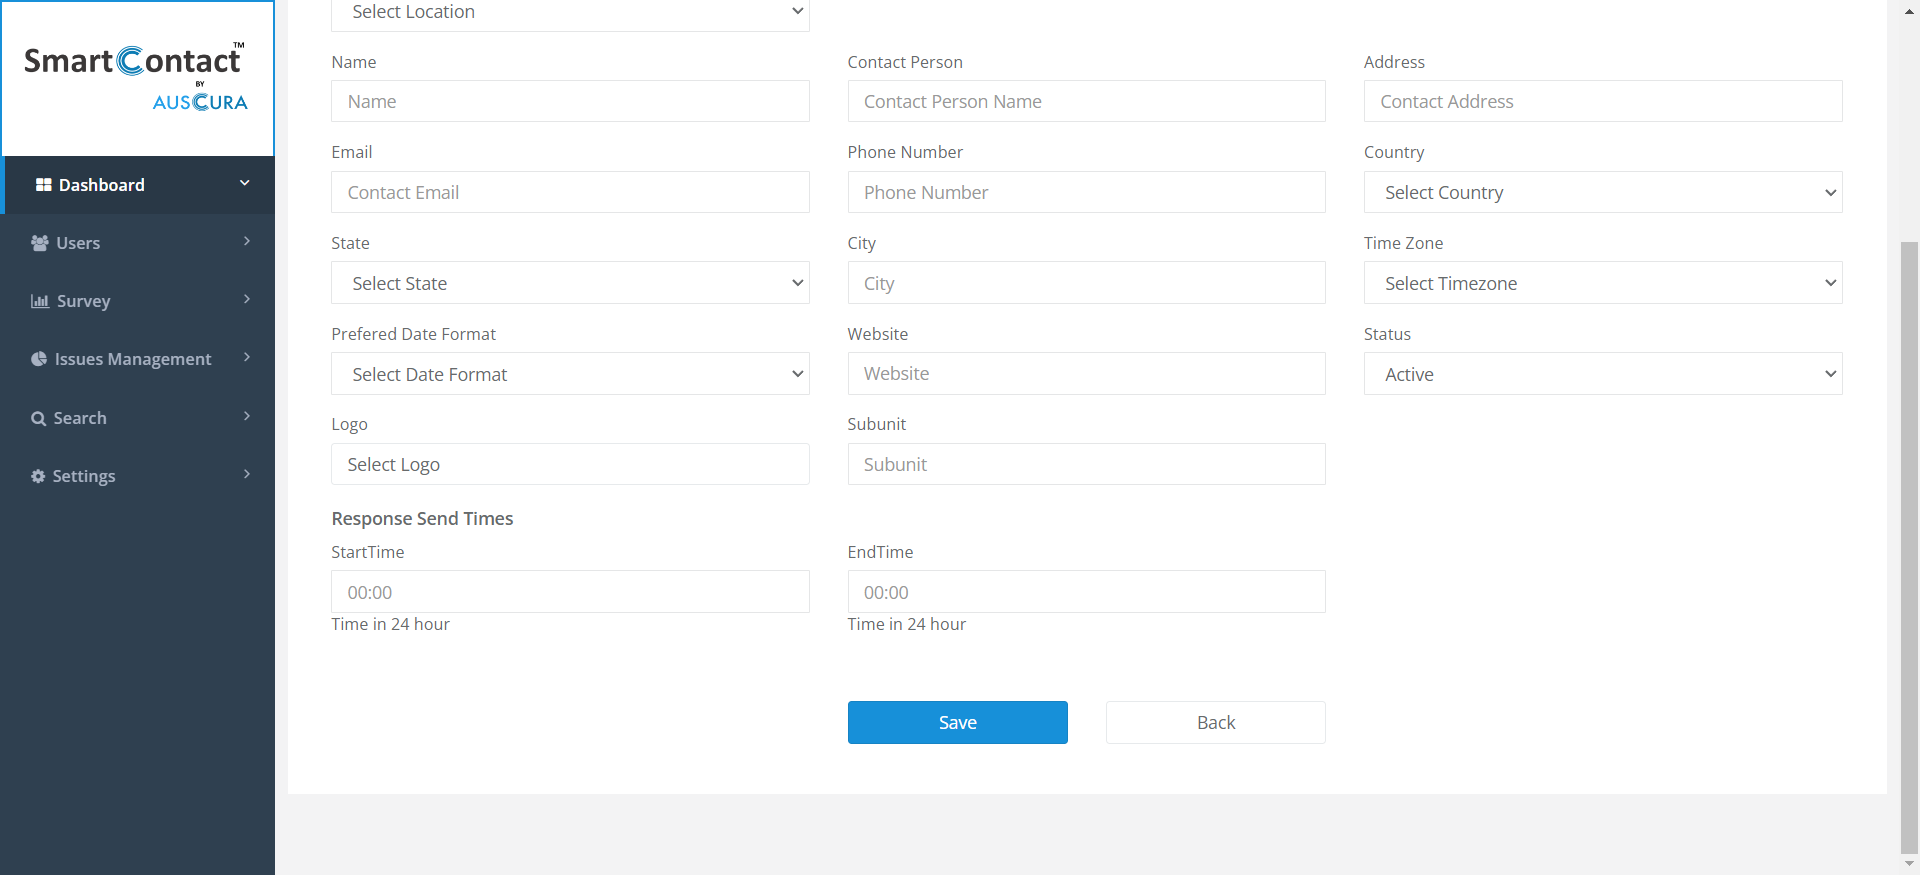 SmartContact™
BY
AUSCURA
Dashboard
Users
Survey
Issues Management
Search
Settings
Select Location
Name
Contact Person
Address
Name
Contact Person Name
Contact Address
Email
Phone Number
Country
Contact Email
Phone Number
Select Country
State
City
Time Zone
Select State
City
Select Timezone
Prefered Date Format
Website
Status
Select Date Format
Website
Active
Logo
Subunit
Select Logo
Subunit
Response Send Times
StartTime
EndTime
00:00
00:00
Time in 24 hour
Time in 24 hour
Save
Back